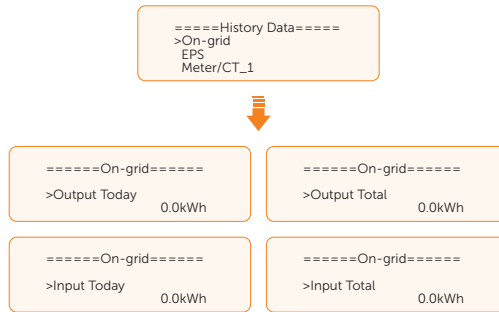 =====History Data=====
>On-grid
EPS
Meter/CT_1
======On-grid======
>Output Today
0.0kWh
======On-grid======
>Output Total
0.0kWh
======On-grid======
>Input Today
0.0kWh
======On-grid======
>Input Total
0.0kWh